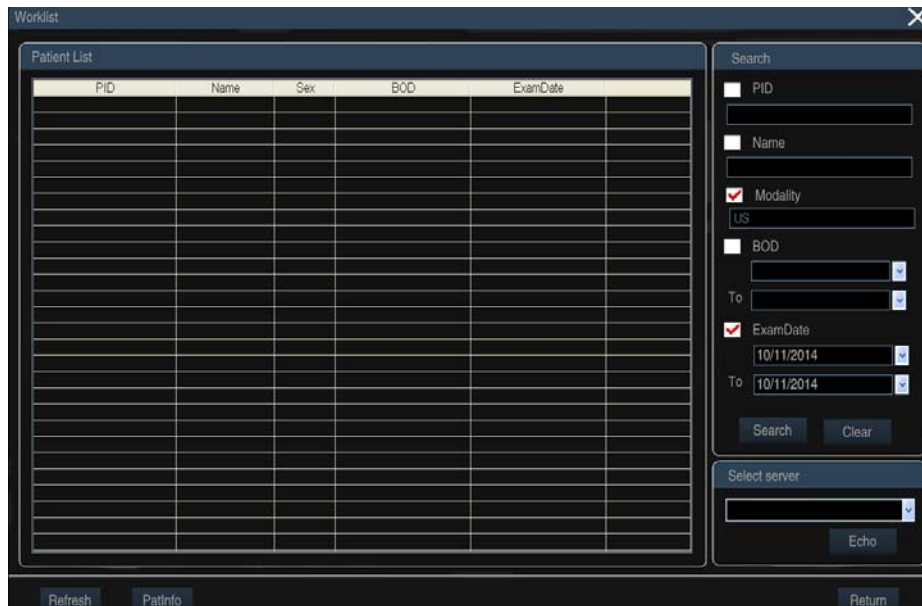 Worklist
Patient List
PID Name Sex BOD ExamDate
Search
PID
Name
Modality
US
BOD
To
ExamDate
10/11/2014
To 10/11/2014
Search Clear
Select server
Echo
Refresh PatInfo Return